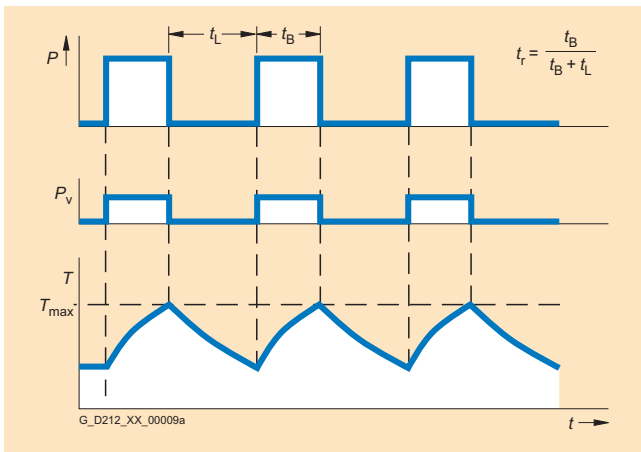 P
t_L
t_B
t_r = t_B / (t_B + t_L)
P_v
T
T_max
G_D212_XX_00009a
t